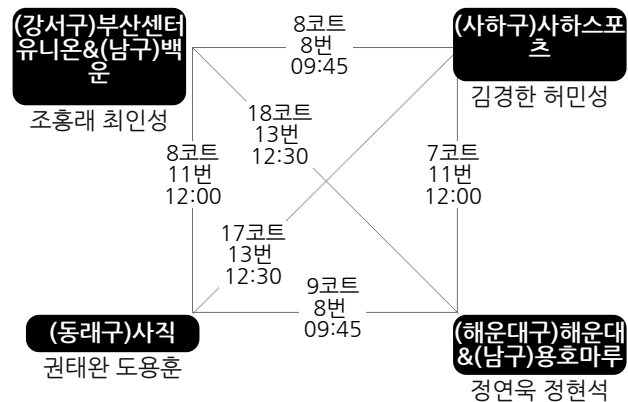 (강서구)부산센터
유니온&(남구)백
운
조홍래 최인성
8코트
8번
09:45
(사하구)사하스포
츠
김경한 허민성
18코트
13번
12:30
8코트
11번
12:00
7코트
11번
12:00
17코트
13번
12:30
9코트
8번
09:45
(동래구)사직
권태완 도용훈
(해운대구)해운대
&(남구)용호마루
정연욱 정현석